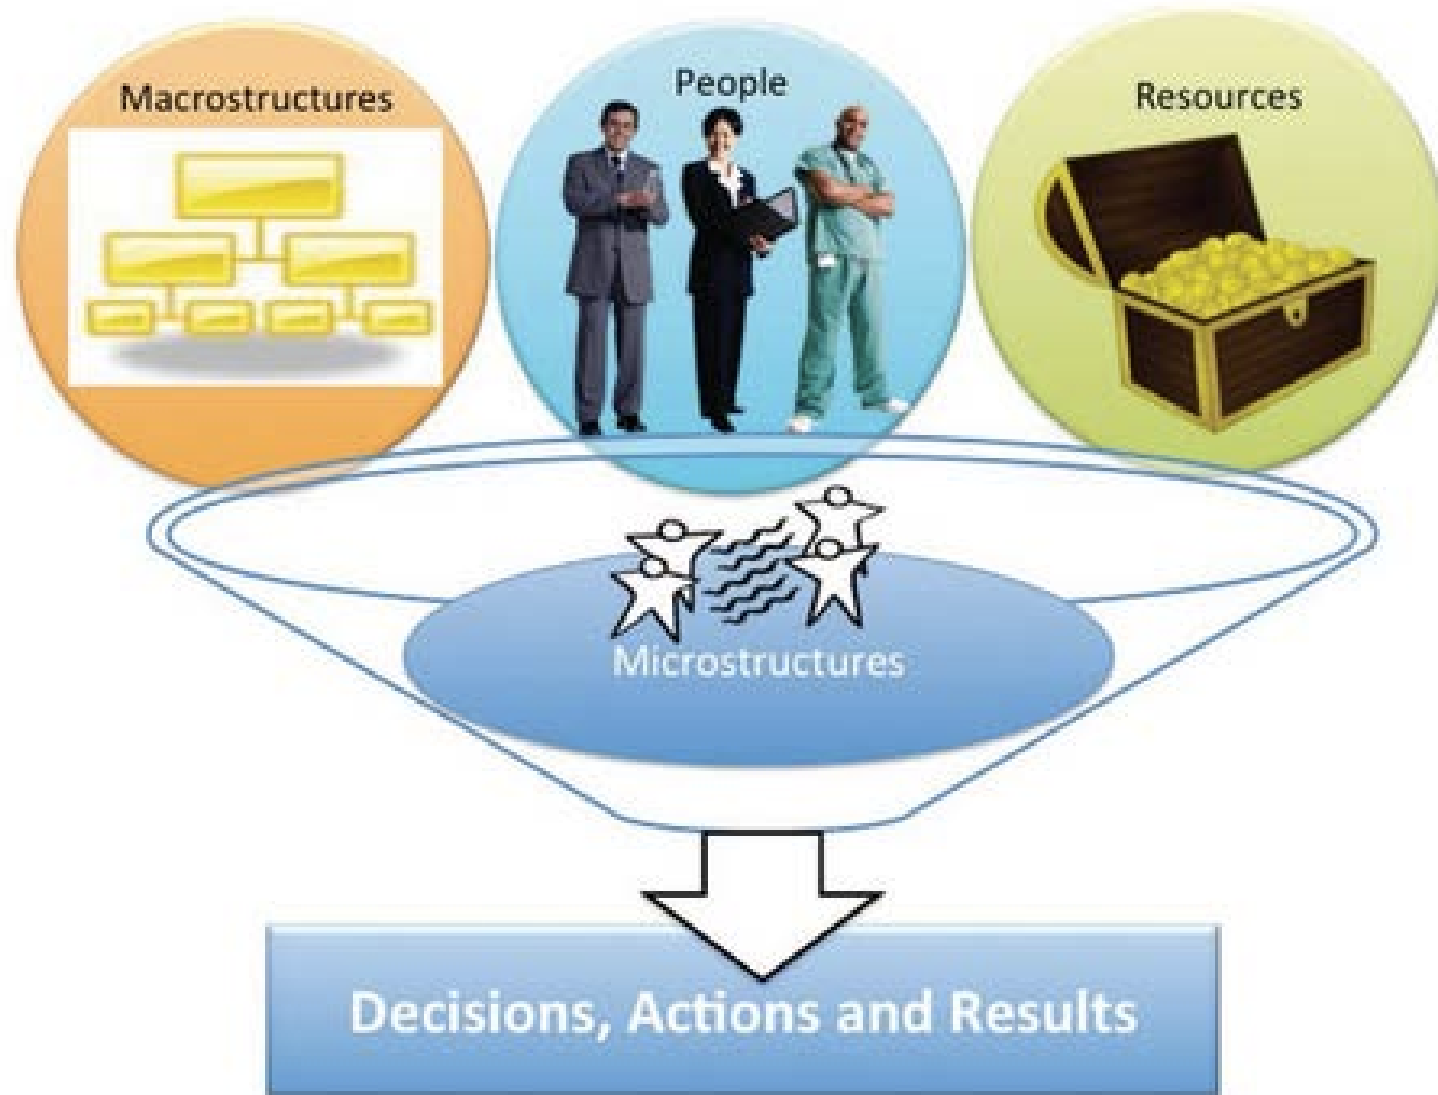 Macrostructures
People
Resources
Microstructures
Decisions, Actions and Results